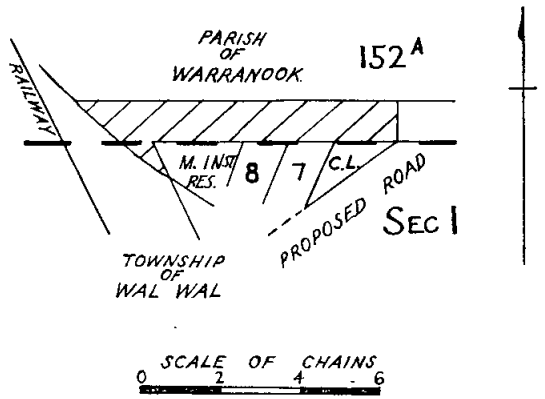 PARISH
OF
WARRANOOK
152A
RAILWAY
M. INST
RES.
8
7
C.L.
PROPOSED ROAD
SEC 1
TOWNSHIP
OF
WAL WAL
SCALE OF CHAINS
0 2 4 6